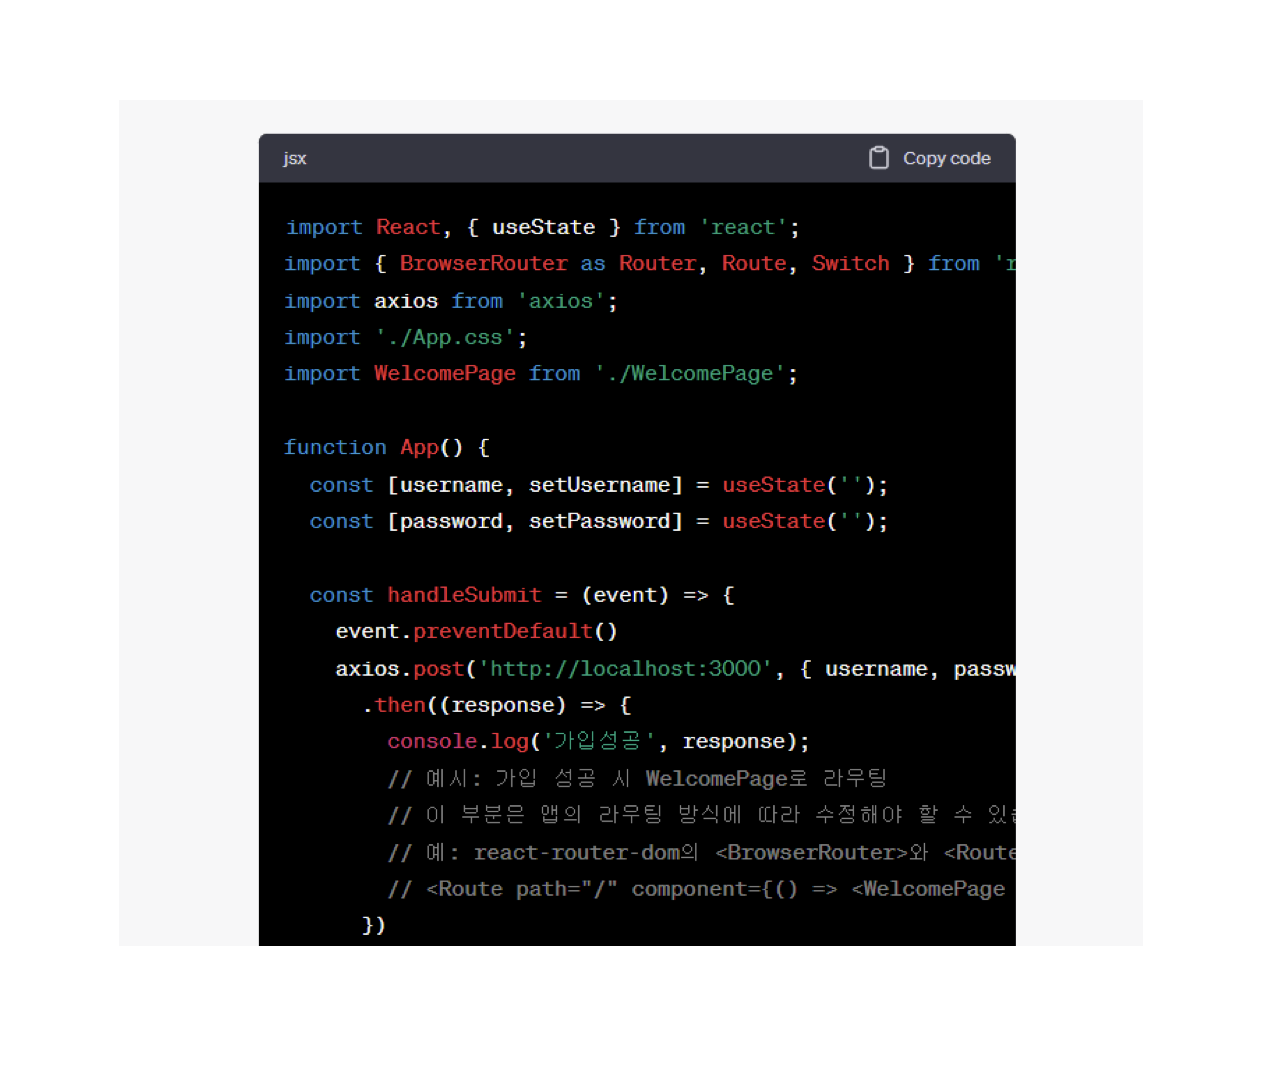 jsx
Copy code
import React, { useState } from 'react';
import { BrowserRouter as Router, Route, Switch } from 'r
import axios from 'axios';
import './App.css';
import WelcomePage from './WelcomePage';
function App() {
const [username, setUsername] = useState('');
const [password, setPassword] = useState('');
const handleSubmit = (event) => {
event.preventDefault()
axios.post('http://localhost:3000', { username, passw
.then((response) => {
console.log('가입성공', response);
// 예시: 가입 성공 시 WelcomePage로 라우팅
// 이 부분은 앱의 라우팅 방식에 따라 수정해야 할 수 있
// 예: react-router-dom의 <BrowserRouter>와 <Route
// <Route path="/" component={() => <WelcomePage
})